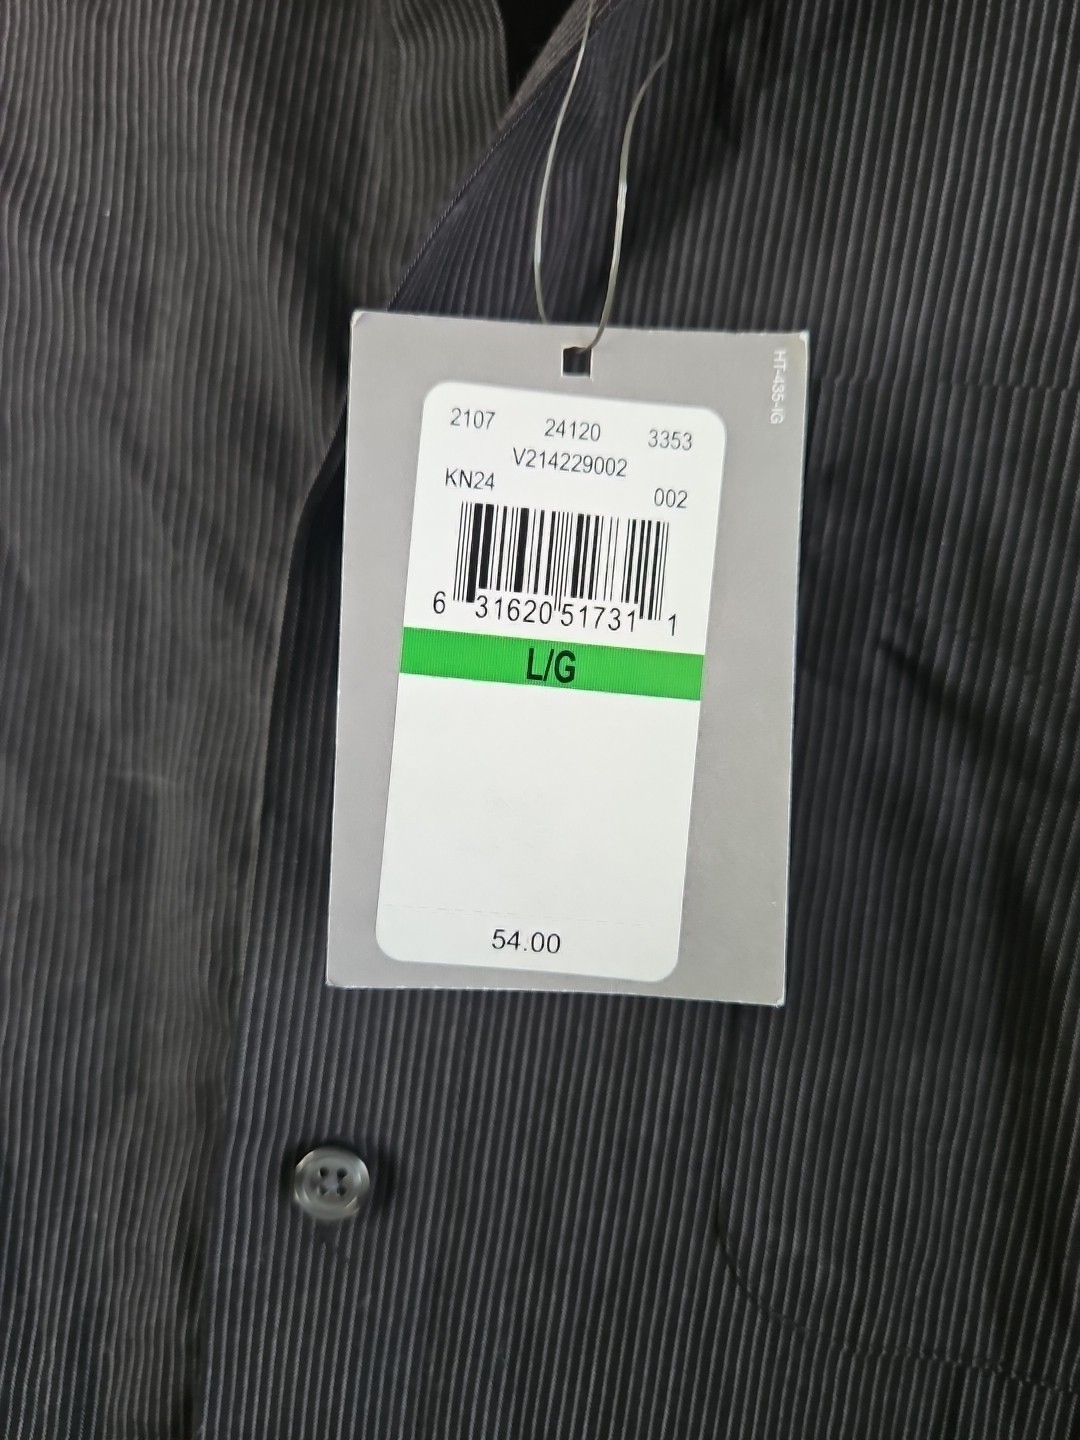 HT-435-IG
2107 24120 3353
V214229002
KN24 002
6 31620 51731 1
L/G
54.00